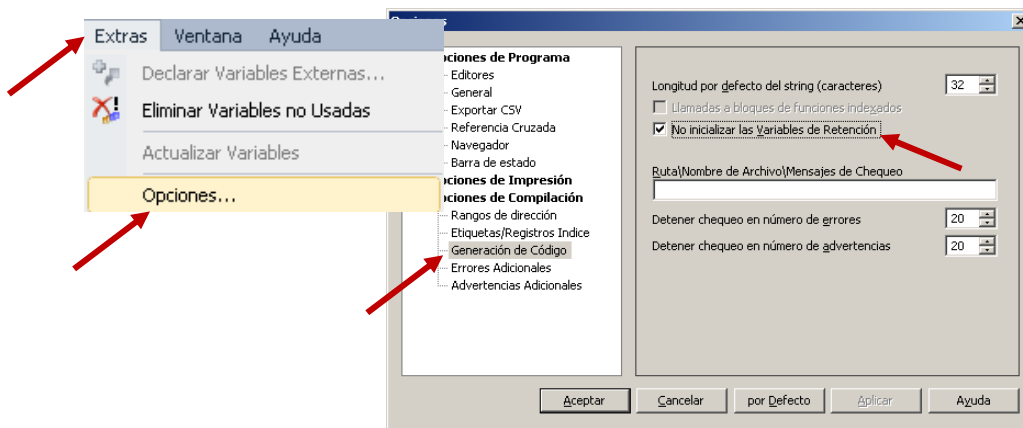 Extras Ventana Ayuda
Declarar Variables Externas...
Eliminar Variables no Usadas
Actualizar Variables
Opciones...
ciones de Programa
Editores
General
Exportar CSV
Referencia Cruzada
Navegador
Barra de estado
pciones de Impresión
pciones de Compilación
Rangos de dirección
Etiquetas/Registros Indice
Generación de Código
Errores Adicionales
Advertencias Adicionales
Longitud por defecto del string (caracteres) 32
Llamadas a bloques de funciones indexados
No inicializar las Variables de Retención
Ruta\Nombre de Archivo\Mensajes de Chequeo
Detener chequeo en número de errores 20
Detener chequeo en número de advertencias 20
Aceptar Cancelar por Defecto Aplicar Ayuda